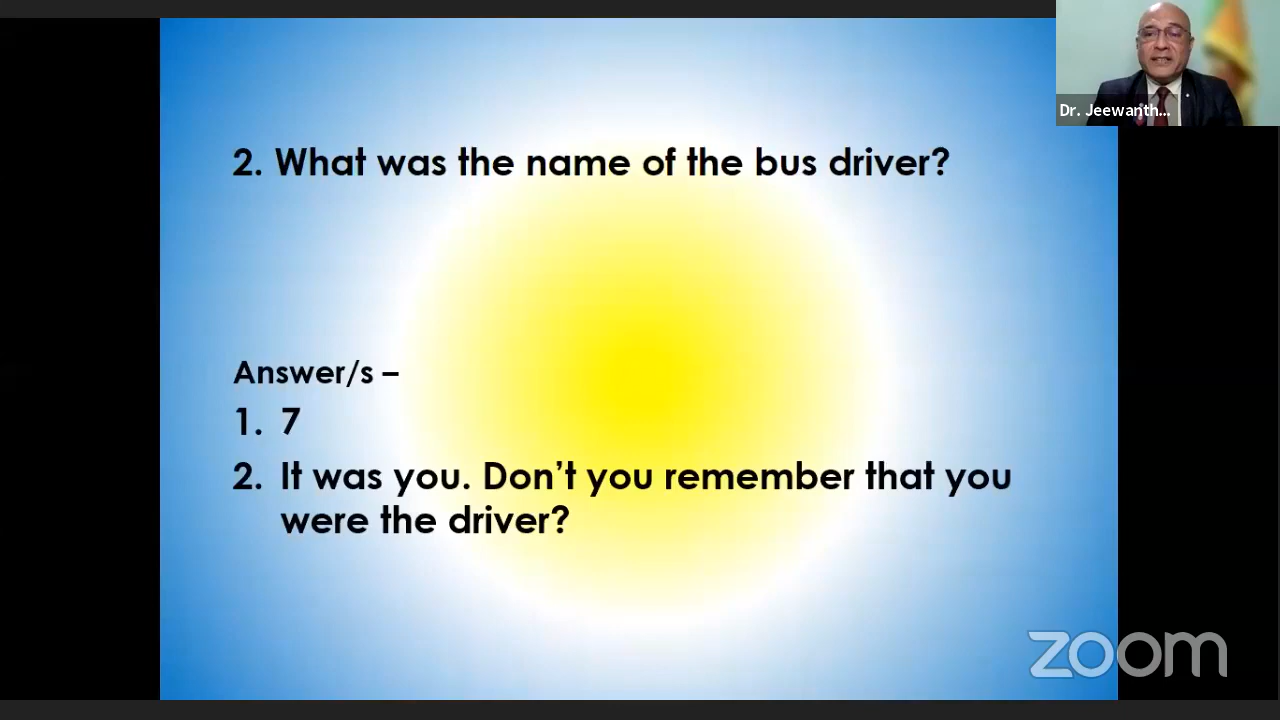 Dr. Jeewanth...
2. What was the name of the bus driver?
Answer/s –
1. 7
2. It was you. Don't you remember that you
were the driver?
zoom